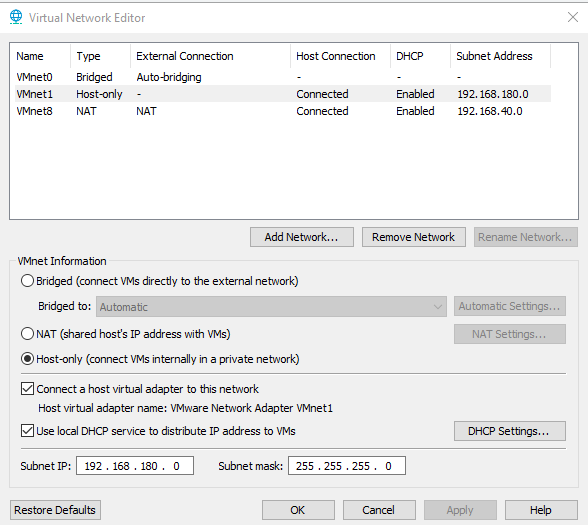 Virtual Network Editor
Name Type External Connection Host Connection DHCP Subnet Address
VMnet0 Bridged Auto-bridging - - -
VMnet1 Host-only - Connected Enabled 192.168.180.0
VMnet8 NAT NAT Connected Enabled 192.168.40.0
Add Network... Remove Network Rename Network...
VMnet Information
Bridged (connect VMs directly to the external network)
Bridged to: Automatic Automatic Settings...
NAT (shared host's IP address with VMs) NAT Settings...
Host-only (connect VMs internally in a private network)
Connect a host virtual adapter to this network
Host virtual adapter name: VMware Network Adapter VMnet1
Use local DHCP service to distribute IP address to VMs DHCP Settings...
Subnet IP: 192 . 168 . 180 . 0 Subnet mask: 255 . 255 . 255 . 0
Restore Defaults OK Cancel Apply Help